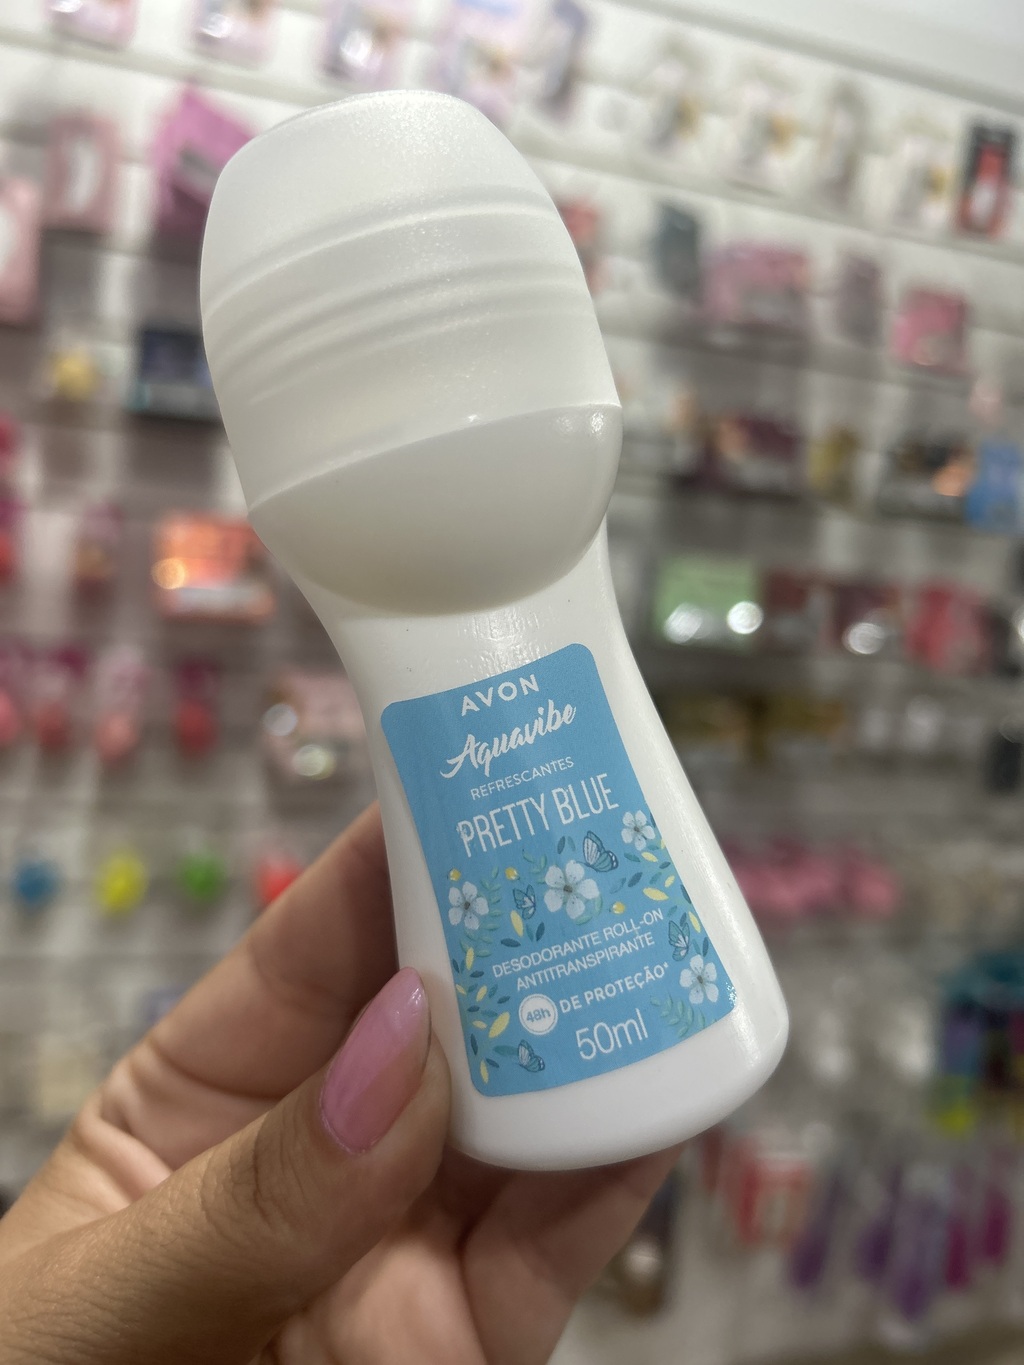 AVON
Aquavibe
REFRESCANTES
PRETTY BLUE
DESODORANTE ROLL-ON
ANTITRANSPIRANTE
48h DE PROTEÇÃO*
50ml